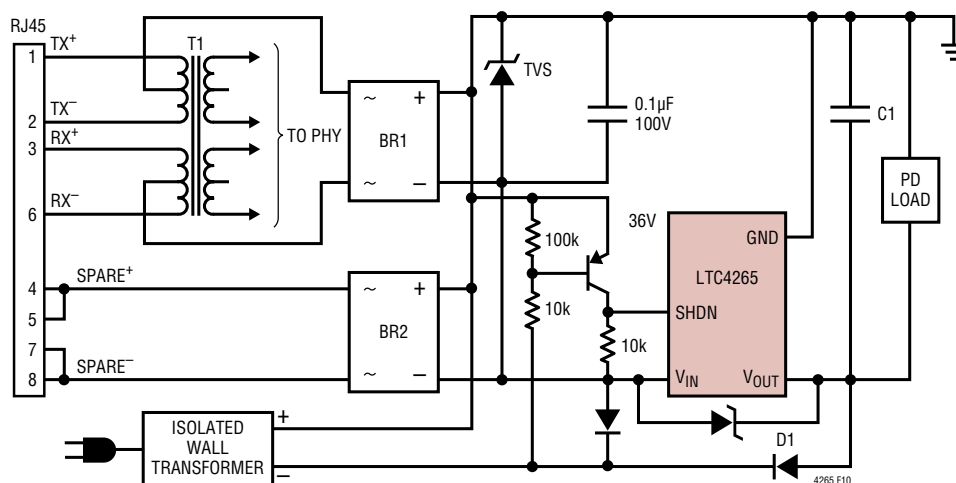 RJ45
1
TX+
T1
2
TX−
3
RX+
6
RX−
TO PHY
~ +
BR1
~ −
TVS
0.1µF
100V
C1
PD
LOAD
100k
36V
GND
LTC4265
SHDN
10k
10k
VIN
VOUT
4
SPARE+
5
7
8
SPARE−
~ +
BR2
~ −
ISOLATED
WALL
TRANSFORMER
+
−
D1
4265 F10